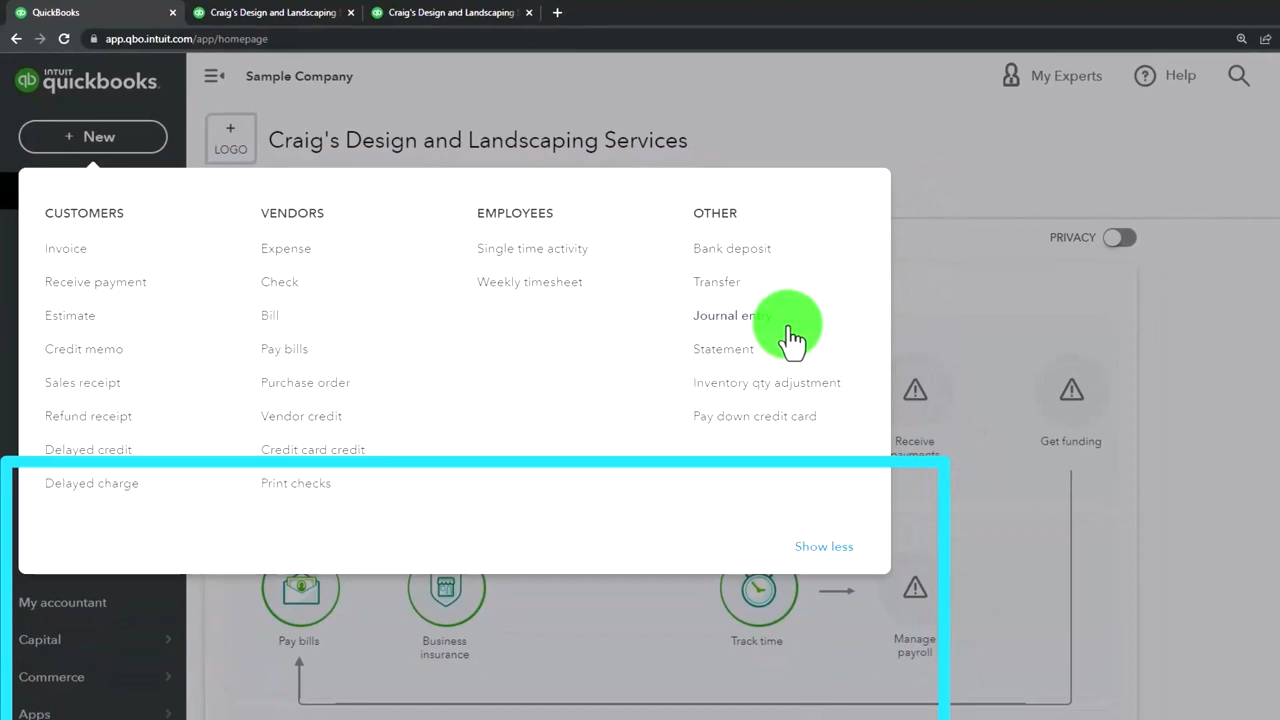 QuickBooks
Craig's Design and Landscaping
Craig's Design and Landscaping
app.qbo.intuit.com/app/homepage
INTUIT
quickbooks.
Sample Company
My Experts
Help
+ New
+
LOGO
Craig's Design and Landscaping Services
CUSTOMERS
Invoice
Receive payment
Estimate
Credit memo
Sales receipt
Refund receipt
Delayed credit
Delayed charge
VENDORS
Expense
Check
Bill
Pay bills
Purchase order
Vendor credit
Credit card credit
Print checks
EMPLOYEES
Single time activity
Weekly timesheet
OTHER
Bank deposit
Transfer
Journal entry
Statement
Inventory qty adjustment
Pay down credit card
Show less
PRIVACY
Receive
payments
Get funding
My accountant
Capital
Commerce
Apps
Pay bills
Business
insurance
Track time
Manage
payroll